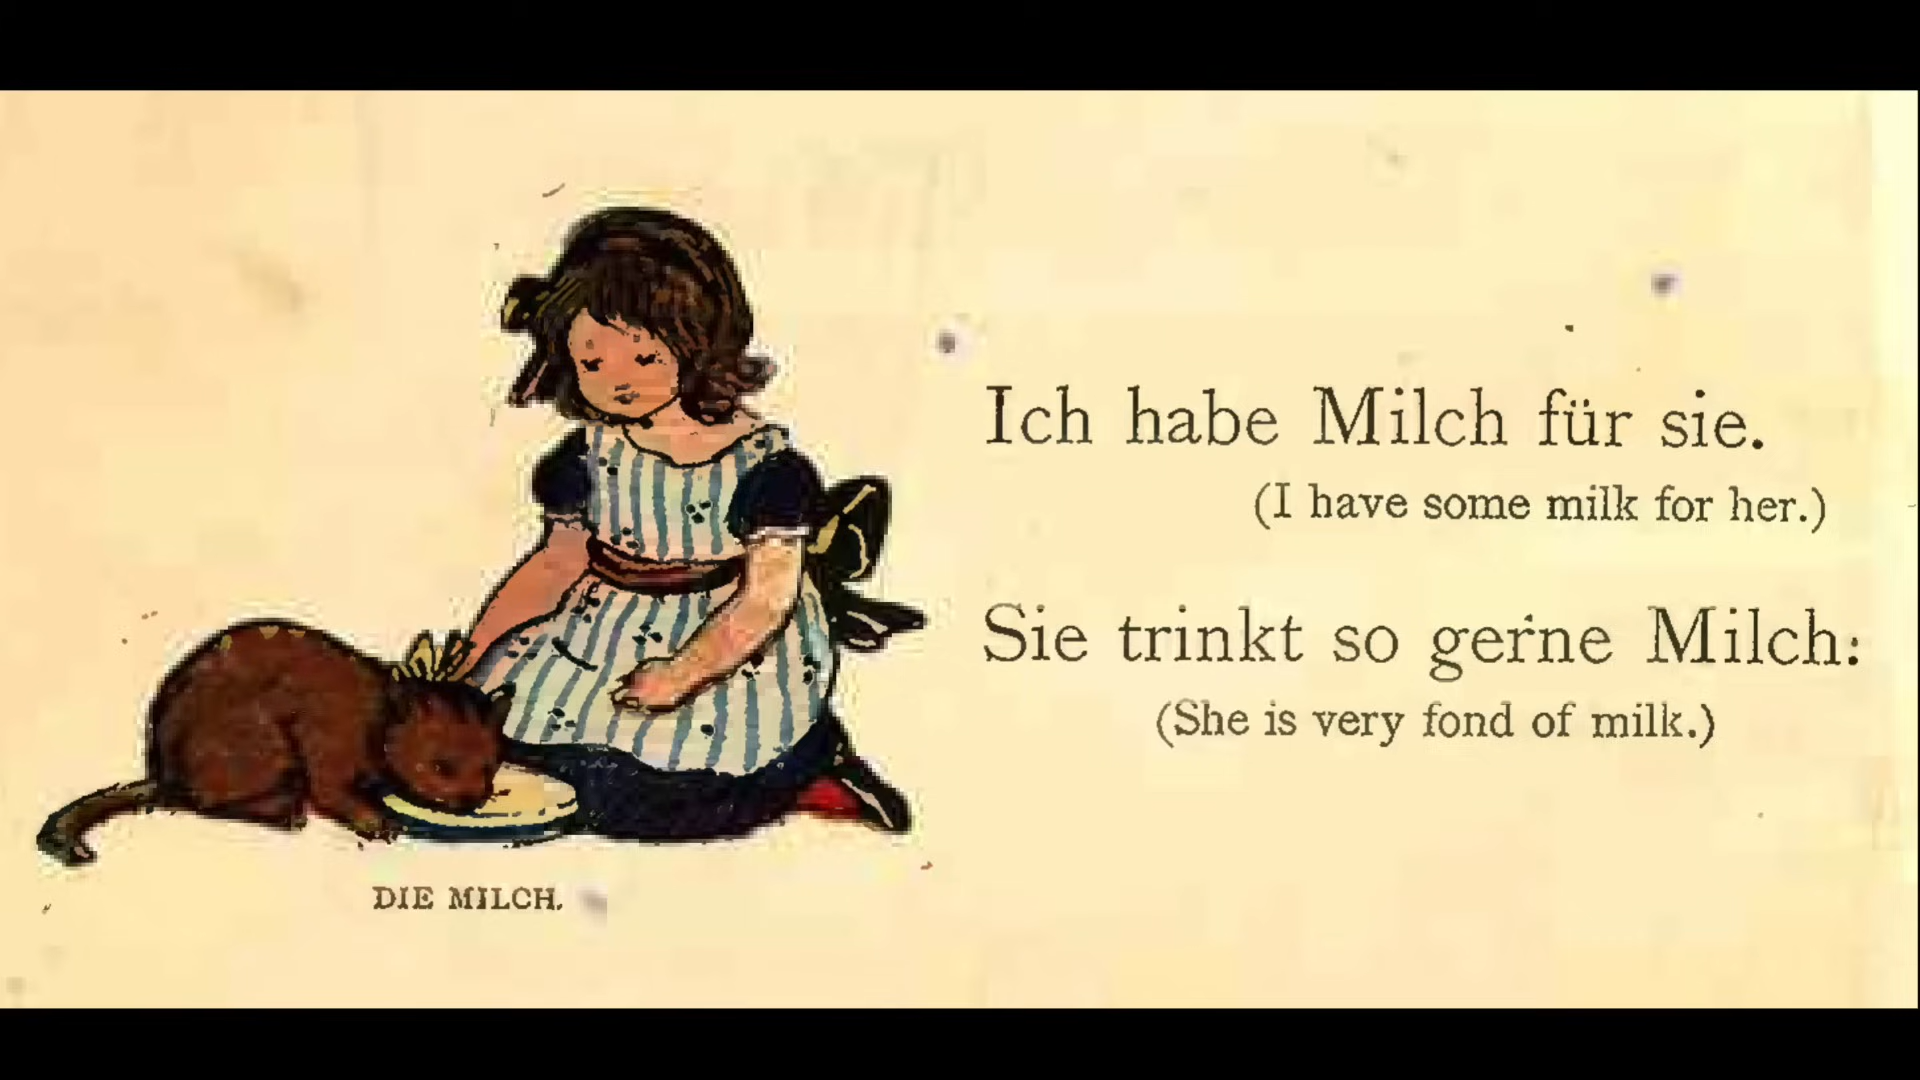 Ich habe Milch für sie.
(I have some milk for her.)
Sie trinkt so gerne Milch:
(She is very fond of milk.)
DIE MILCH.